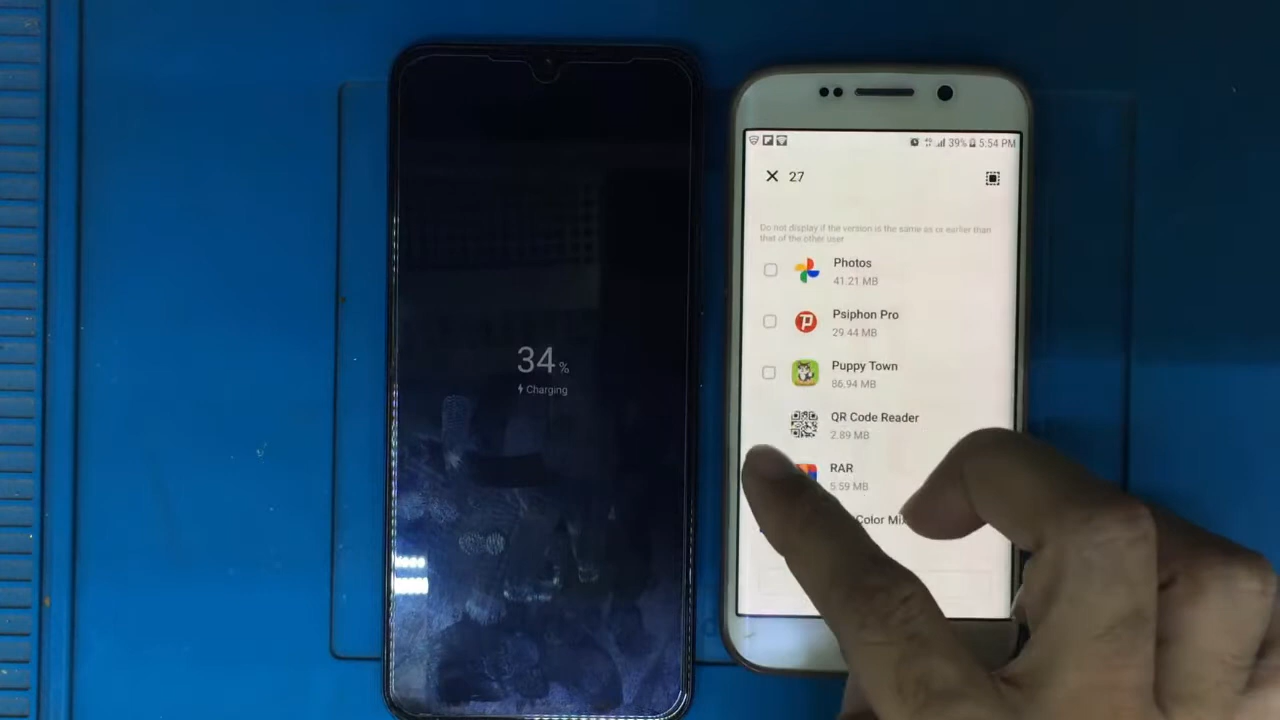 34%
Charging
39% 5:54 PM
27
Do not display if the version is the same as or earlier than
that of the other user
Photos
41.21 MB
Psiphon Pro
29.44 MB
Puppy Town
86.94 MB
QR Code Reader
2.89 MB
RAR
5.59 MB
Color Mix